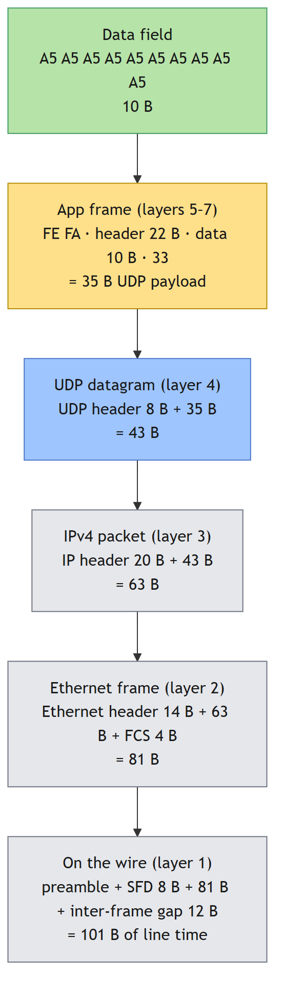 Data field
A5 A5 A5 A5 A5 A5 A5 A5 A5
A5
10 B
App frame (layers 5–7)
FE FA · header 22 B · data
10 B · 33
= 35 B UDP payload
UDP datagram (layer 4)
UDP header 8 B + 35 B
= 43 B
IPv4 packet (layer 3)
IP header 20 B + 43 B
= 63 B
Ethernet frame (layer 2)
Ethernet header 14 B + 63
B + FCS 4 B
= 81 B
On the wire (layer 1)
preamble + SFD 8 B + 81 B
+ inter-frame gap 12 B
= 101 B of line time